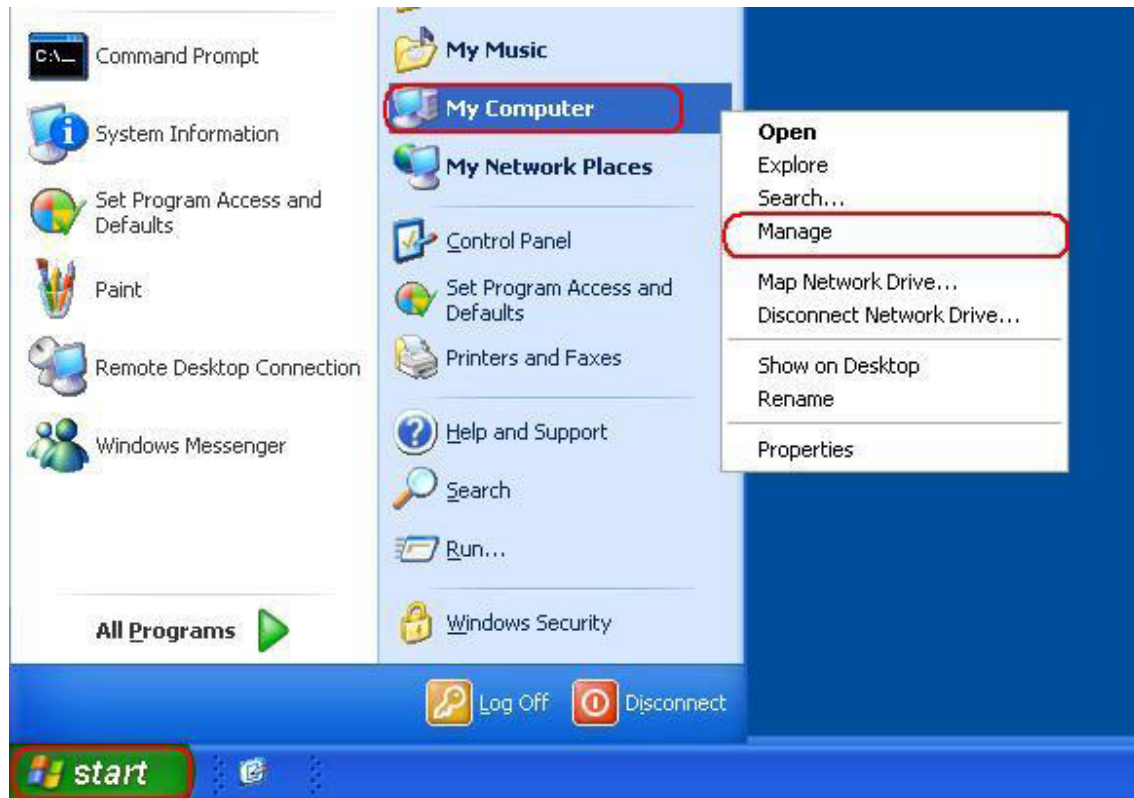 C:\_
Command Prompt
System Information
Set Program Access and
Defaults
Paint
Remote Desktop Connection
Windows Messenger
All Programs
My Music
My Computer
My Network Places
Control Panel
Set Program Access and
Defaults
Printers and Faxes
Help and Support
Search
Run...
Windows Security
Open
Explore
Search...
Manage
Map Network Drive...
Disconnect Network Drive...
Show on Desktop
Rename
Properties
Log Off
Disconnect
start